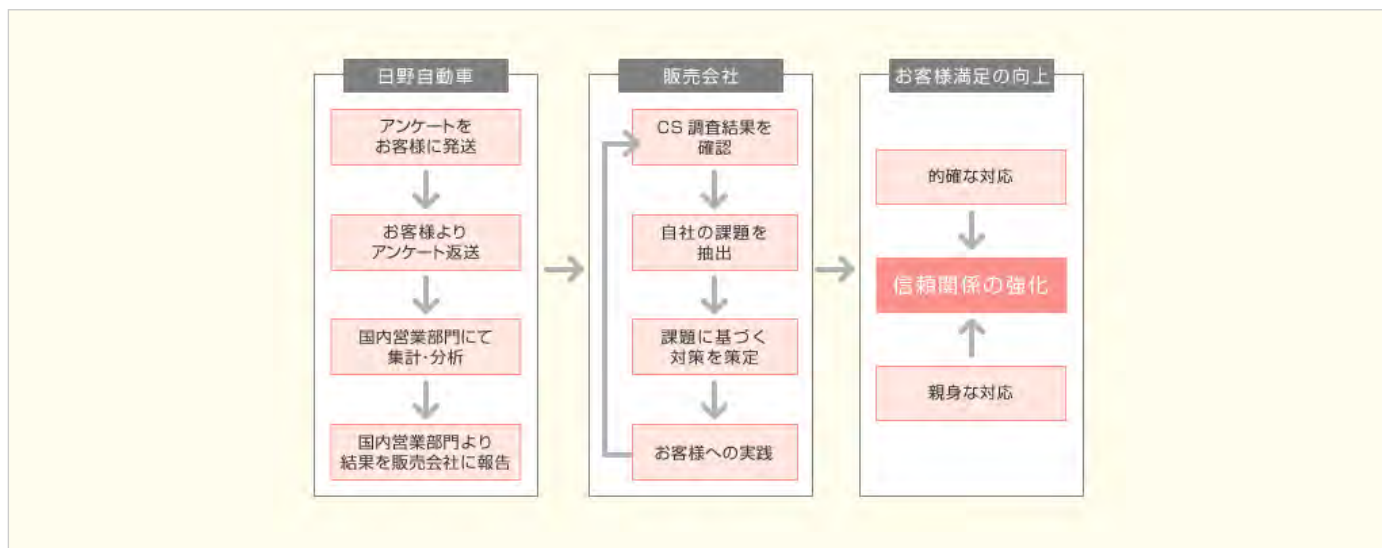 日野自動車
アンケートを
お客様に発送
お客様より
アンケート返送
国内営業部門にて
集計・分析
国内営業部門より
結果を販売会社に報告
販売会社
CS 調査結果を
確認
自社の課題を
抽出
課題に基づく
対策を策定
お客様への実践
お客様満足の向上
的確な対応
信頼関係の強化
親身な対応